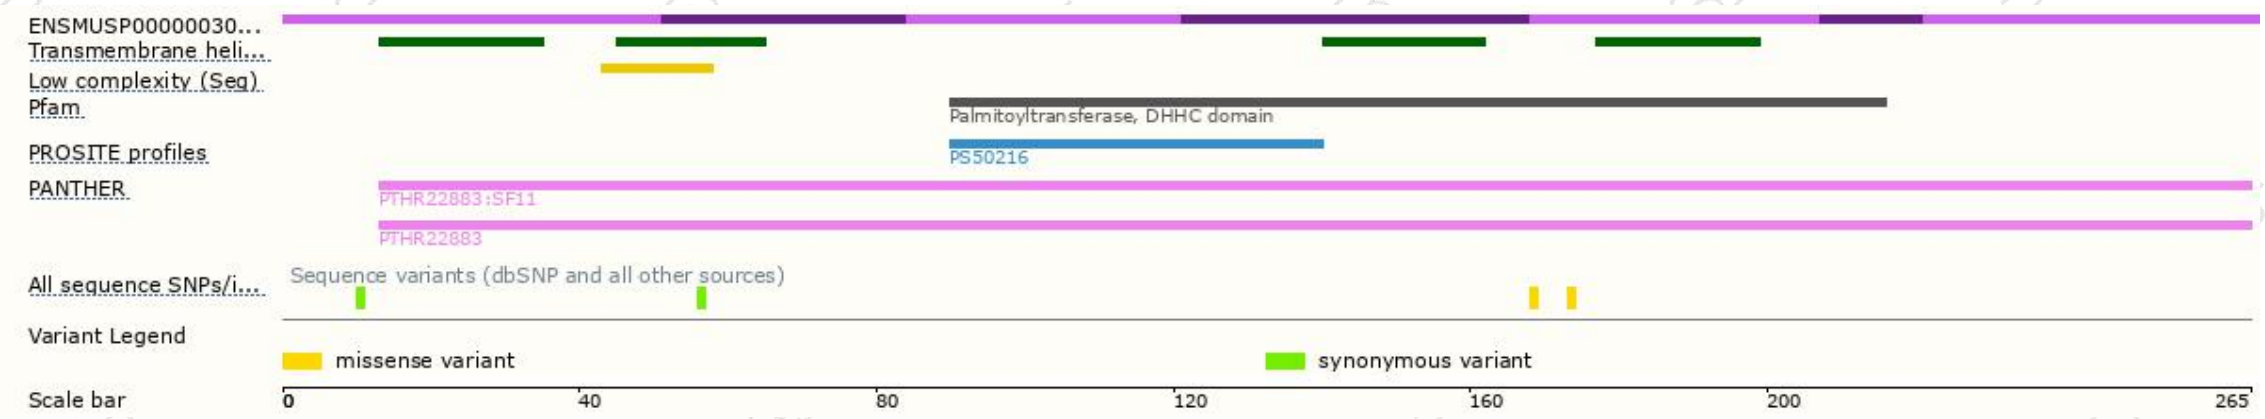 ENSMUSP00000030...
Transmembrane heli...
Low complexity (Seg)
Pfam
Palmitoyltransferase, DHHC domain
PROSITE profiles
PS50216
PANTHER
PTHR22883:SF11
PTHR22883
All sequence SNPs/i...
Sequence variants (dbSNP and all other sources)
Variant Legend
missense variant synonymous variant
Scale bar 0 40 80 120 160 200 265